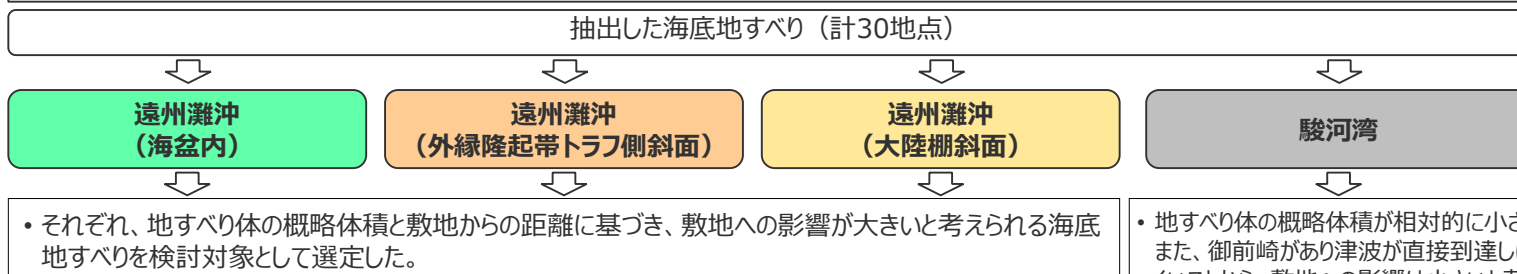 抽出した海底地すべり（計30地点）
遠州灘沖
（海盆内）
遠州灘沖
（外縁隆起帯トラフ側斜面）
遠州灘沖
（大陸棚斜面）
駿河湾
• それぞれ、地すべり体の概略体積と敷地からの距離に基づき、敷地への影響が大きいと考えられる海底
地すべりを検討対象として選定した。
• 地すべり体の概略体積が相対的に小さ
また、御前崎があり津波が直接到達し